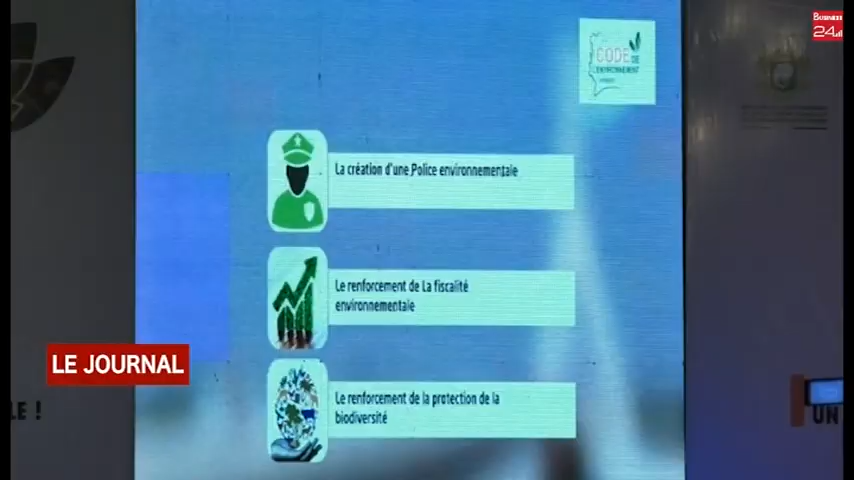 BUSINESS
24
CODE DE
L'ENVIRONNEMENT
La création d'une Police environnementale
Le renforcement de La fiscalité
environnementale
LE JOURNAL
Le renforcement de la protection de la
biodiversité
LE !
UN